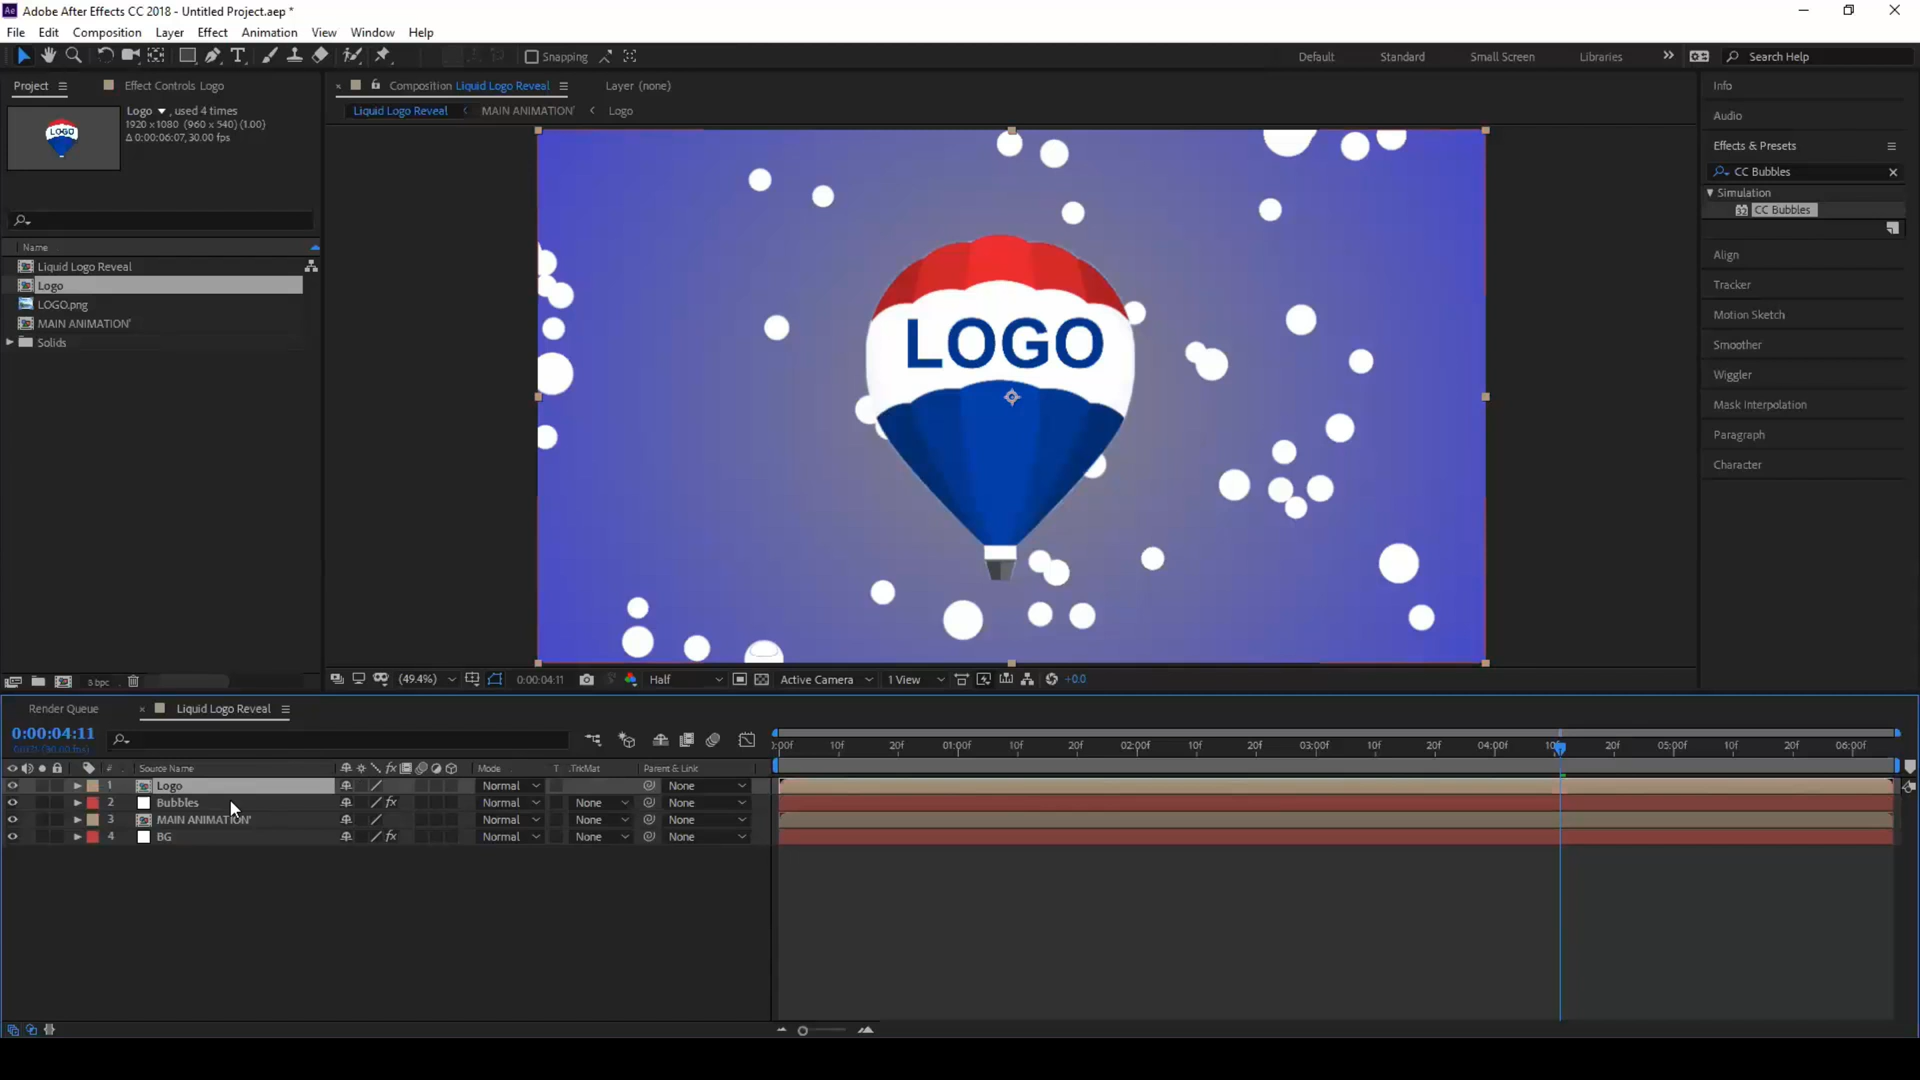 Ae Adobe After Effects CC 2018 - Untitled Project.aep *
File Edit Composition Layer Effect Animation View Window Help
Snapping Default Standard Small Screen Libraries Search Help
Project Effect Controls Logo Composition Liquid Logo Reveal Layer (none) Info
Logo , used 4 times Liquid Logo Reveal MAIN ANIMATION' Logo
1920 x 1080 (960 x 540) (1.00)
Δ 0:00:06:07, 30.00 fps
Audio
Effects & Presets
CC Bubbles
Simulation
CC Bubbles
Name
Liquid Logo Reveal
Logo
LOGO.png
MAIN ANIMATION'
Solids
LOGO
LOGO
Align
Tracker
Motion Sketch
Smoother
Wiggler
Mask Interpolation
Paragraph
Character
8 bpc (49.4%) 0:00:04:11 Half Active Camera 1 View +0.0
Render Queue Liquid Logo Reveal
0:00:04:11
:00f 10f 20f 01:00f 10f 20f 02:00f 10f 20f 03:00f 10f 20f 04:00f 10f 20f 05:00f 10f 20f 06:00f
# Source Name fx Mode T .TrkMat Parent & Link
1 Logo Normal None
2 Bubbles fx Normal None None
3 MAIN ANIMATION' Normal None None
4 BG fx Normal None None